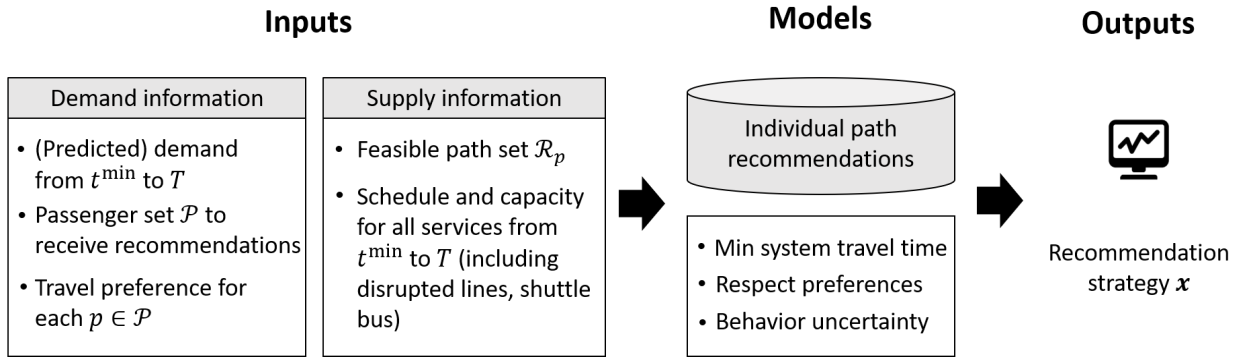 Inputs
Models
Outputs
Demand information
• (Predicted) demand
from t^min to T
• Passenger set 𝒫 to
receive recommendations
• Travel preference for
each p ∈ 𝒫
Supply information
• Feasible path set ℛ_p
• Schedule and capacity
for all services from
t^min to T (including
disrupted lines, shuttle
bus)
Individual path
recommendations
• Min system travel time
• Respect preferences
• Behavior uncertainty
Recommendation
strategy x